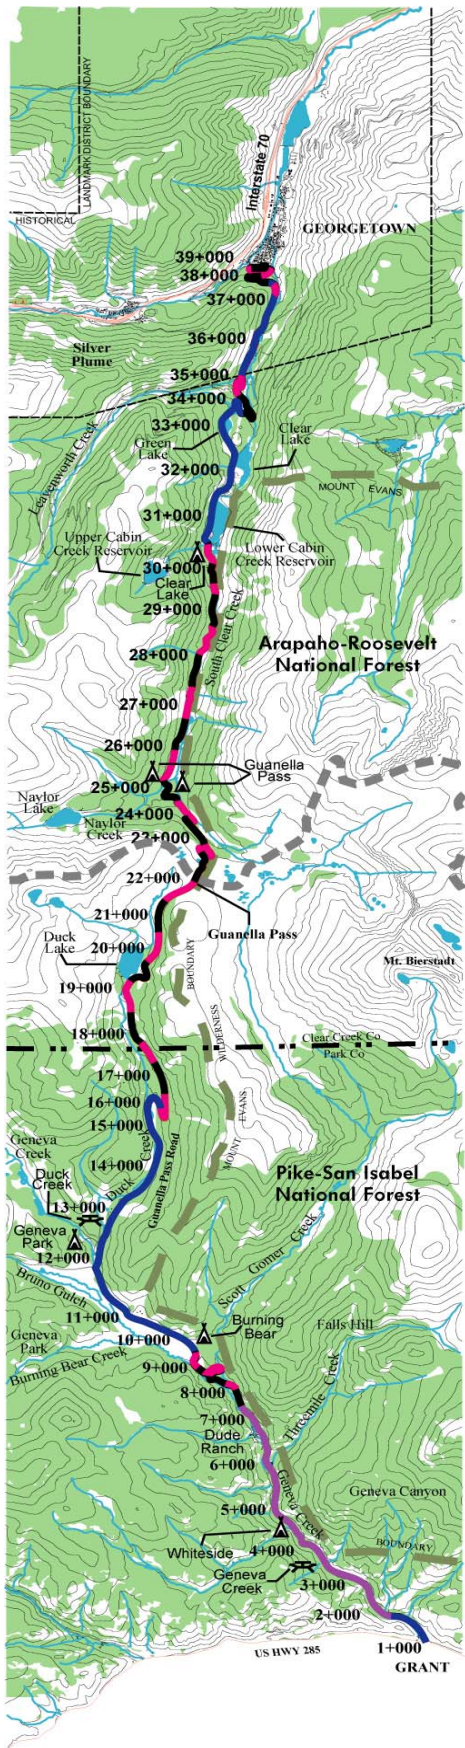 LANDMARK DISTRICT BOUNDARY
HISTORICAL
Interstate 70
GEORGETOWN
39+000
38+000
37+000
36+000
Silver
Plume
35+000
34+000
33+000
Green
Lake
Clear
Lake
32+000
Leavenworth Creek
MOUNT EVANS
31+000
Upper Cabin
Creek Reservoir
Lower Cabin
Creek Reservoir
30+000
Clear
Lake
29+000
South Clear Creek
28+000
Arapaho-Roosevelt
National Forest
27+000
26+000
Guanella
Pass
25+000
Naylor
Lake
24+000
Naylor
Creek
23+000
22+000
21+000
Guanella Pass
Duck
Lake
20+000
BOUNDARY
Mt. Bierstadt
19+000
18+000
WILDERNESS
Clear Creek Co
Park Co
17+000
16+000
EVANS
15+000
MOUNT
Geneva
Creek
14+000
Duck Creek
Guanella Pass Road
Pike-San Isabel
National Forest
Duck
Creek
13+000
Geneva
Park
12+000
Scott Gomer Creek
Bruno Gulch
11+000
Burning
Bear
Falls Hill
10+000
Geneva
Park
Burning Bear Creek
9+000
8+000
Threemile Creek
7+000
Dude
Ranch
6+000
Geneva Creek
Geneva Canyon
5+000
Whiteside
4+000
BOUNDARY
Geneva
Creek
3+000
2+000
US HWY 285
1+000
GRANT